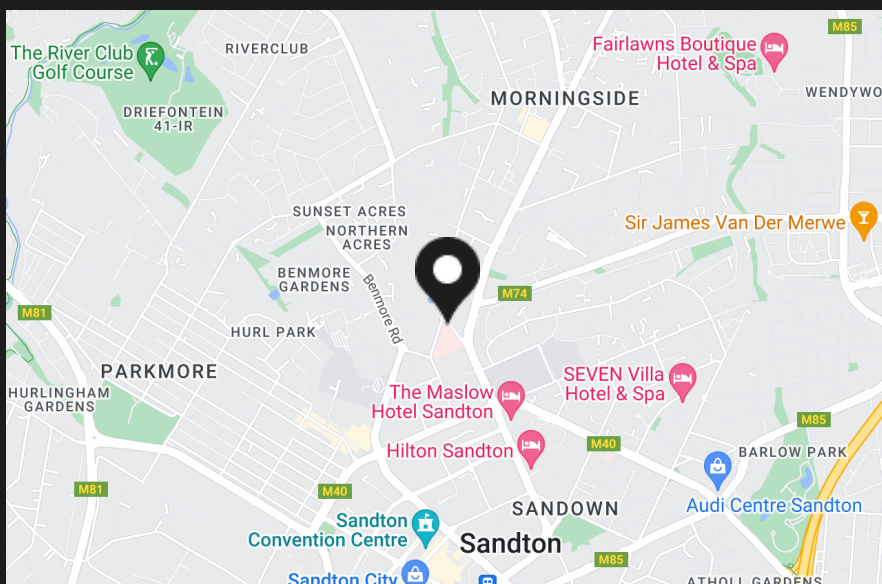 M85
Fairlawns Boutique
Hotel & Spa
The River Club
Golf Course
RIVERCLUB
WENDYWO
MORNINGSIDE
DRIEFONTEIN
41-IR
SUNSET ACRES
NORTHERN
ACRES
Sir James Van Der Merwe
BENMORE
GARDENS
Benmore Rd
M74
M81
HURL PARK
PARKMORE
SEVEN Villa
Hotel & Spa
HURLINGHAM
GARDENS
The Maslow
Hotel Sandton
M85
M40
Hilton Sandton
BARLOW PARK
M81
M40
Audi Centre Sandton
SANDOWN
Sandton
Convention Centre
Sandton
M85
Sandton City
ATHOLL GARDENS